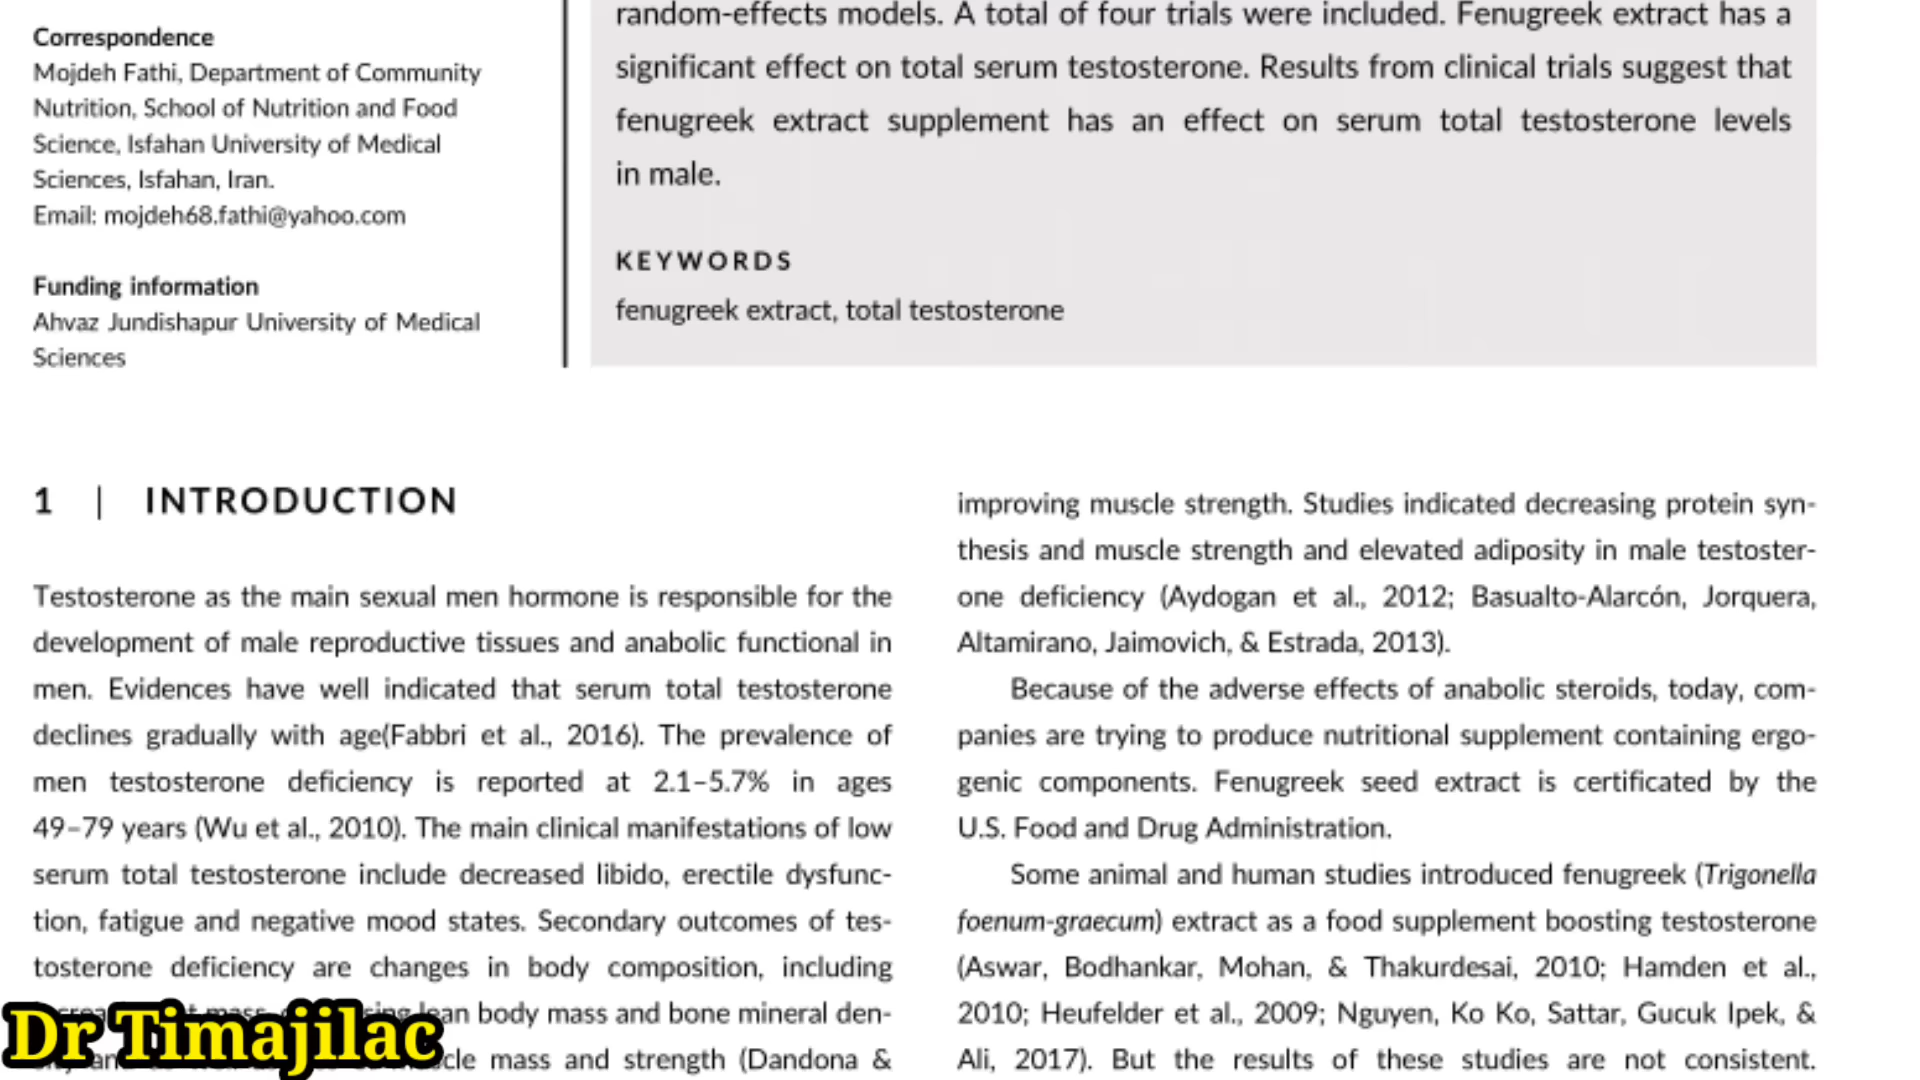 Correspondence
Mojdeh Fathi, Department of Community
Nutrition, School of Nutrition and Food
Science, Isfahan University of Medical
Sciences, Isfahan, Iran.
Email: mojdeh68.fathi@yahoo.com
Funding information
Ahvaz Jundishapur University of Medical
Sciences
random-effects models. A total of four trials were included. Fenugreek extract has a
significant effect on total serum testosterone. Results from clinical trials suggest that
fenugreek extract supplement has an effect on serum total testosterone levels
in male.
KEYWORDS
fenugreek extract, total testosterone
1 | INTRODUCTION
Testosterone as the main sexual men hormone is responsible for the
development of male reproductive tissues and anabolic functional in
men. Evidences have well indicated that serum total testosterone
declines gradually with age(Fabbri et al., 2016). The prevalence of
men testosterone deficiency is reported at 2.1–5.7% in ages
49–79 years (Wu et al., 2010). The main clinical manifestations of low
serum total testosterone include decreased libido, erectile dysfunc-
tion, fatigue and negative mood states. Secondary outcomes of tes-
tosterone deficiency are changes in body composition, including
lean body mass and bone mineral den-
mass and strength (Dandona &
improving muscle strength. Studies indicated decreasing protein syn-
thesis and muscle strength and elevated adiposity in male testoster-
one deficiency (Aydogan et al., 2012; Basualto-Alarcón, Jorquera,
Altamirano, Jaimovich, & Estrada, 2013).
Because of the adverse effects of anabolic steroids, today, com-
panies are trying to produce nutritional supplement containing ergo-
genic components. Fenugreek seed extract is certificated by the
U.S. Food and Drug Administration.
Some animal and human studies introduced fenugreek (Trigonella
foenum-graecum) extract as a food supplement boosting testosterone
(Aswar, Bodhankar, Mohan, & Thakurdesai, 2010; Hamden et al.,
2010; Heufelder et al., 2009; Nguyen, Ko Ko, Sattar, Gucuk Ipek, &
Ali, 2017). But the results of these studies are not consistent.
Dr Timajilac